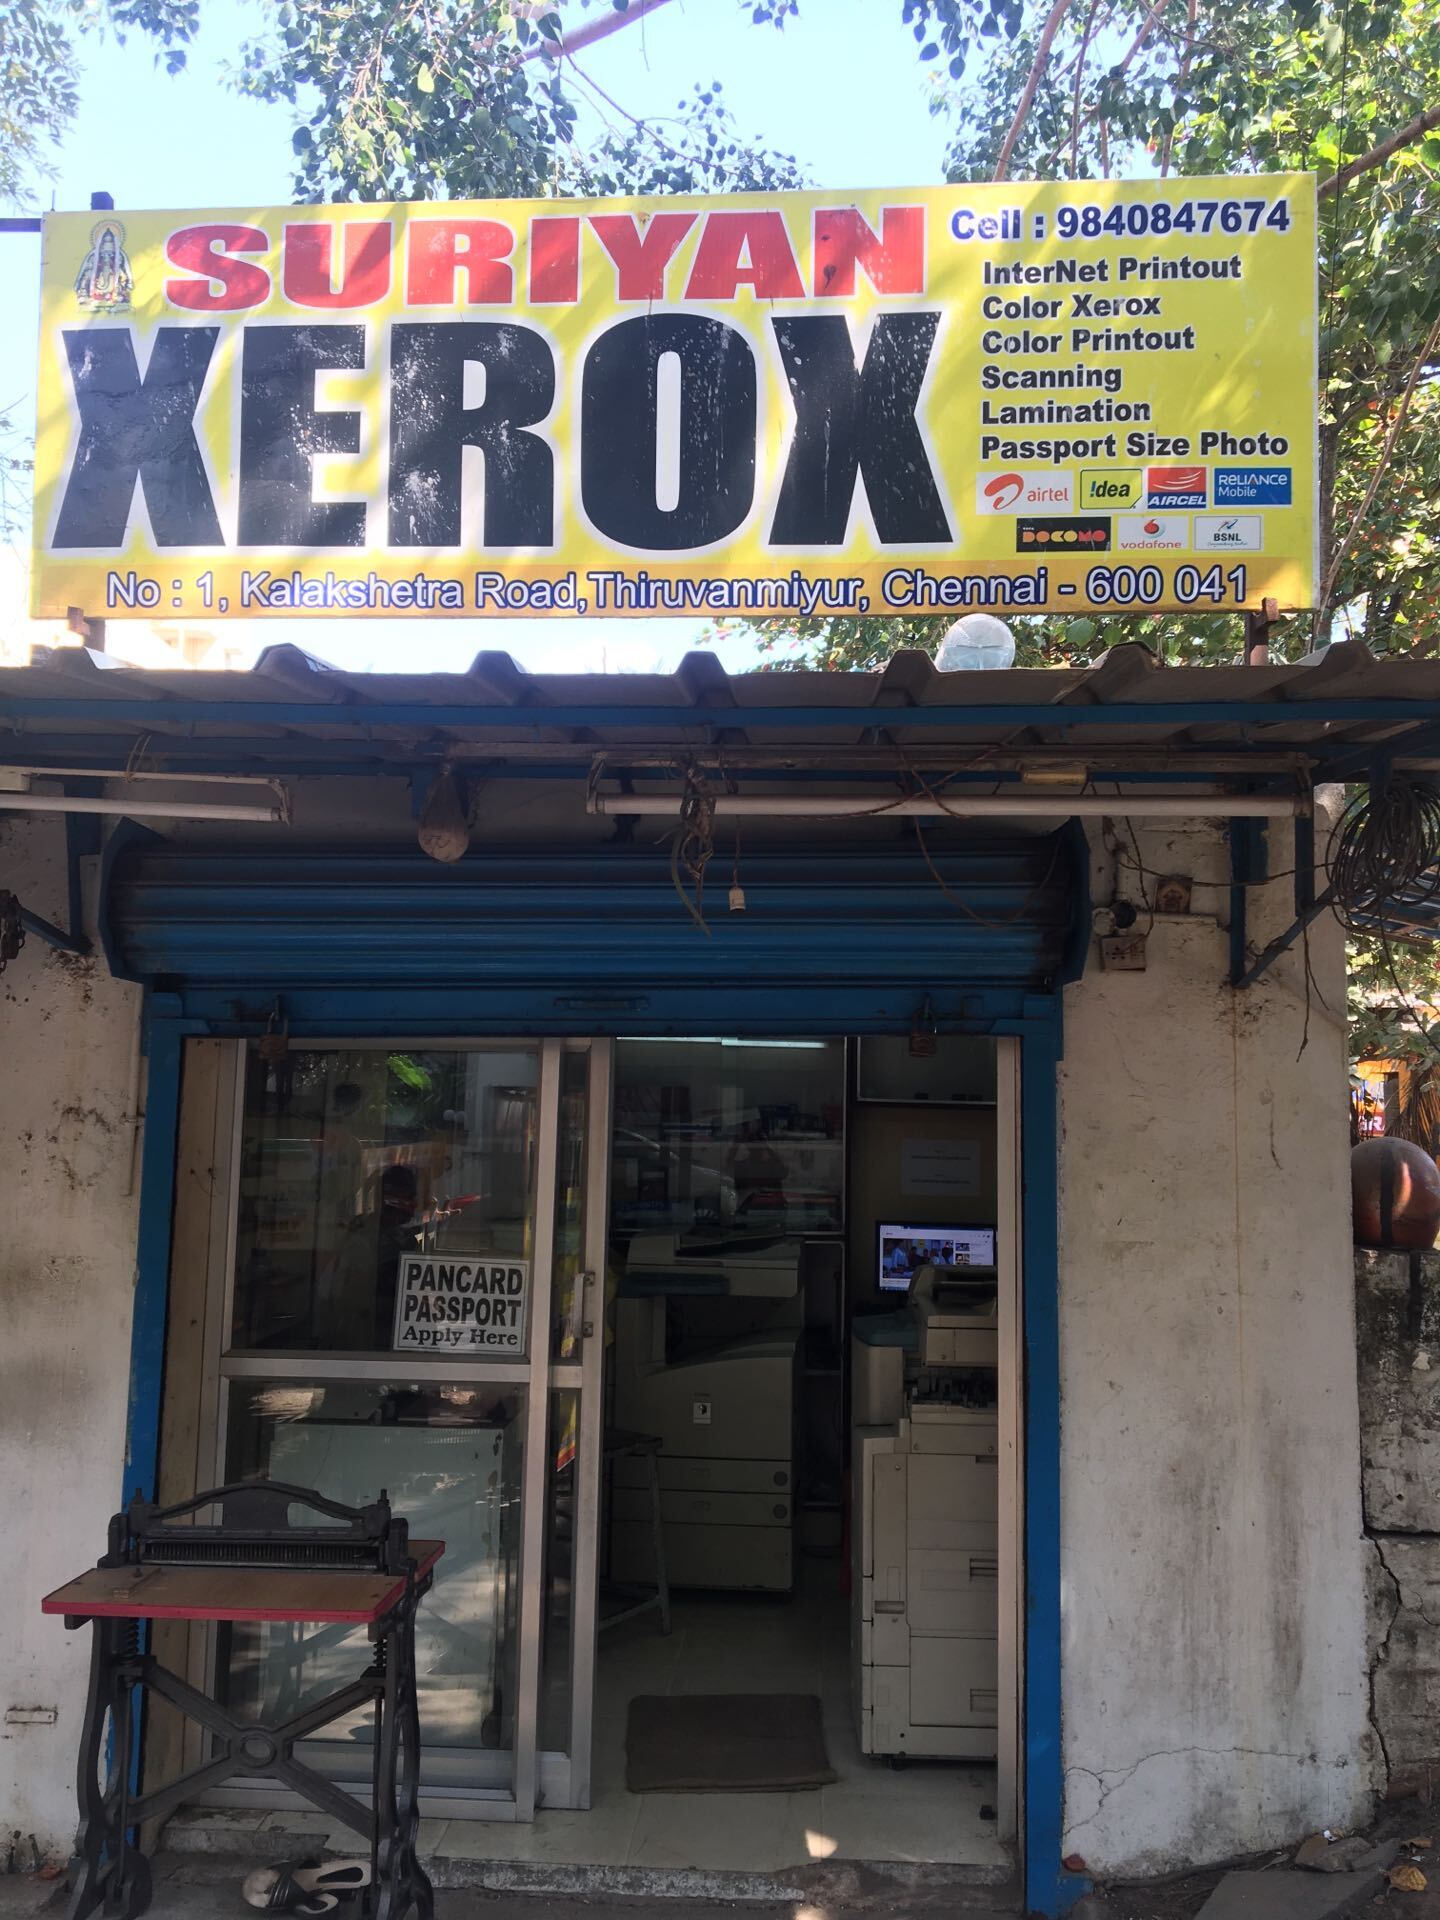 SURIYAN
XEROX
Cell : 9840847674
InterNet Printout
Color Xerox
Color Printout
Scanning
Lamination
Passport Size Photo
airtel
!dea
AIRCEL
RELIANCE
Mobile
TATA
DOCOMO
vodafone
BSNL
No : 1, Kalakshetra Road,Thiruvanmiyur, Chennai - 600 041
PANCARD
PASSPORT
Apply Here